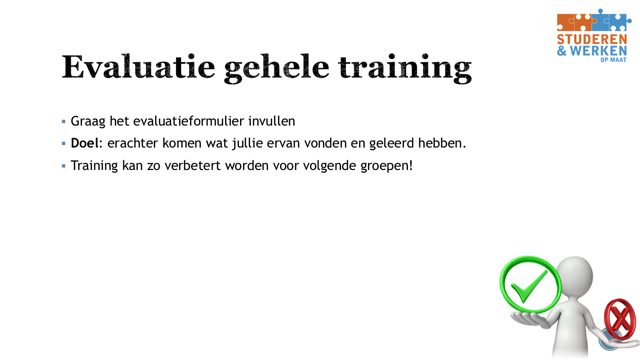 STUDEREN
& WERKEN
OP MAAT
Evaluatie gehele training
Graag het evaluatieformulier invullen
Doel: erachter komen wat jullie ervan vonden en geleerd hebben.
Training kan zo verbetert worden voor volgende groepen!